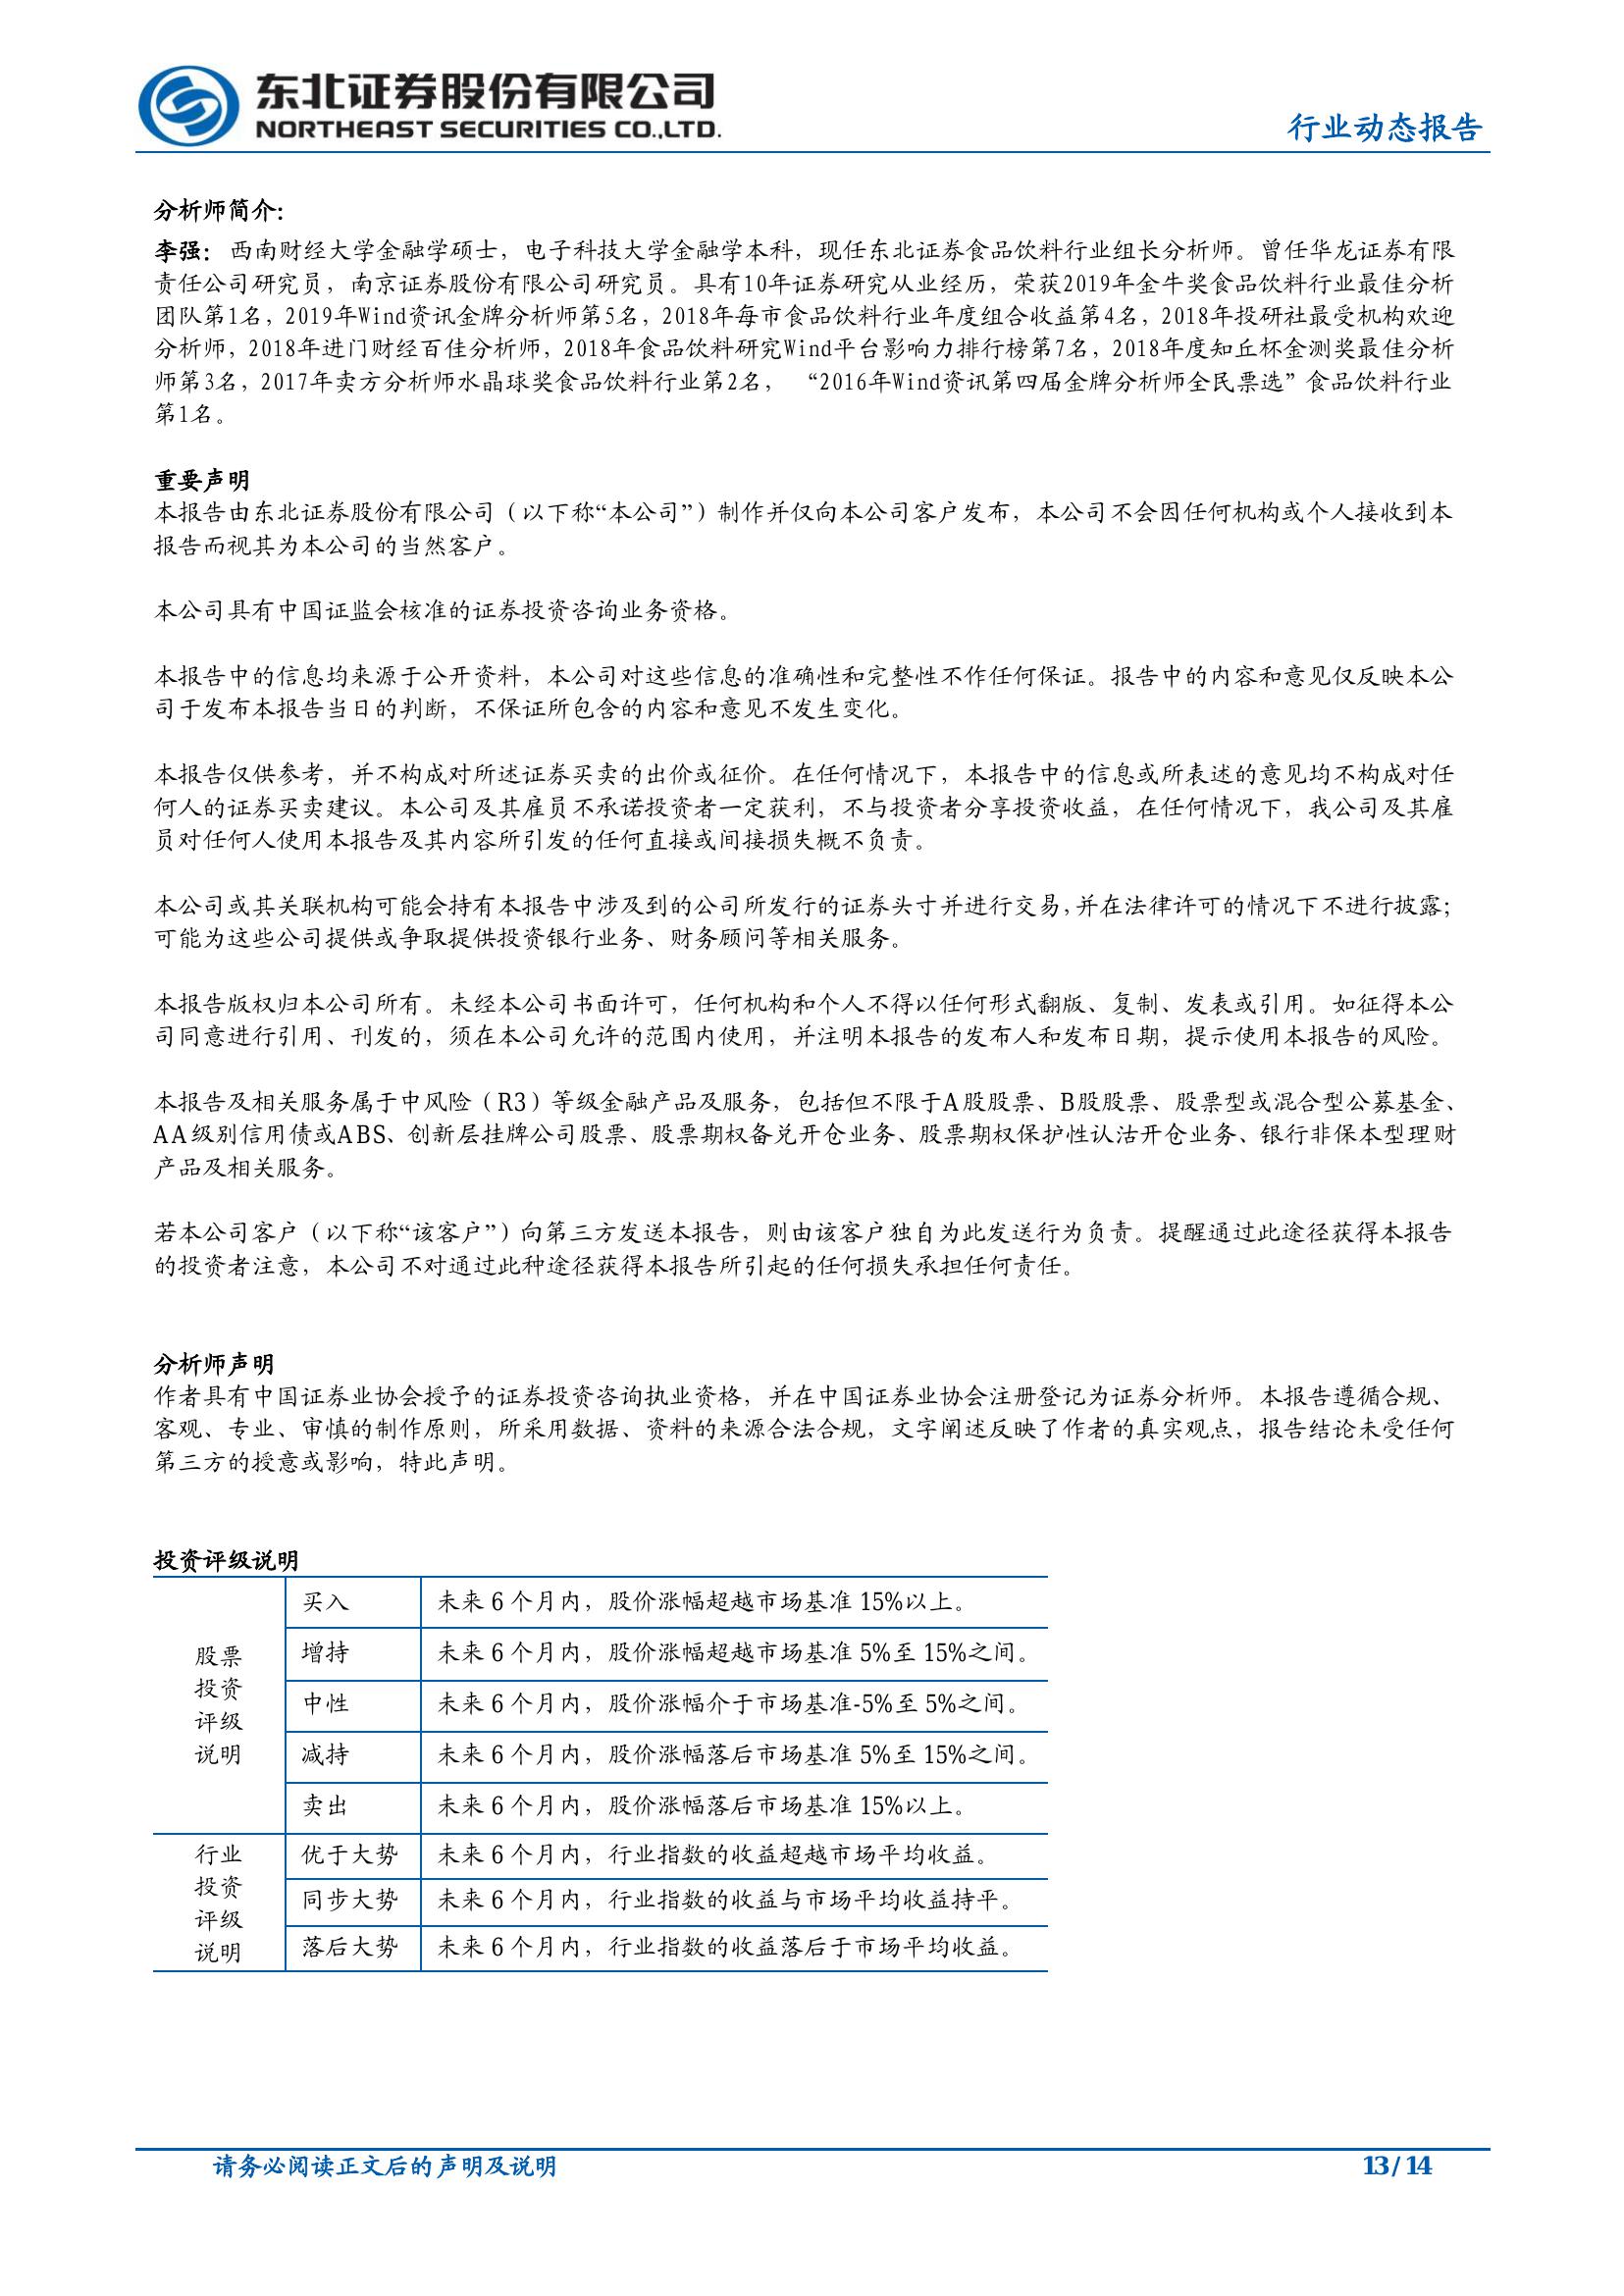 东北证券股份有限公司
NORTHEAST SECURITIES CO.,LTD.
行业动态报告
分析师简介:
李强: 西南财经大学金融学硕士，电子科技大学金融学本科，现任东北证券食品饮料行业组长分析师。曾任华龙证券有限
责任公司研究员，南京证券股份有限公司研究员。具有10年证券研究从业经历，荣获2019年金牛奖食品饮料行业最佳分析
团队第1名，2019年Wind资讯金牌分析师第5名，2018年每市食品饮料行业年度组合收益第4名，2018年投研社最受机构欢迎
分析师，2018年进门财经百佳分析师，2018年食品饮料研究Wind平台影响力排行榜第7名，2018年度知丘杯金测奖最佳分析
师第3名，2017年卖方分析师水晶球奖食品饮料行业第2名， “2016年Wind资讯第四届金牌分析师全民票选”食品饮料行业
第1名。
重要声明
本报告由东北证券股份有限公司（以下称“本公司”）制作并仅向本公司客户发布，本公司不会因任何机构或个人接收到本
报告而视其为本公司的当然客户。
本公司具有中国证监会核准的证券投资咨询业务资格。
本报告中的信息均来源于公开资料，本公司对这些信息的准确性和完整性不作任何保证。报告中的内容和意见仅反映本公
司于发布本报告当日的判断，不保证所包含的内容和意见不发生变化。
本报告仅供参考，并不构成对所述证券买卖的出价或征价。在任何情况下，本报告中的信息或所表述的意见均不构成对任
何人的证券买卖建议。本公司及其雇员不承诺投资者一定获利，不与投资者分享投资收益，在任何情况下，我公司及其雇
员对任何人使用本报告及其内容所引发的任何直接或间接损失概不负责。
本公司或其关联机构可能会持有本报告中涉及到的公司所发行的证券头寸并进行交易，并在法律许可的情况下不进行披露；
可能为这些公司提供或争取提供投资银行业务、财务顾问等相关服务。
本报告版权归本公司所有。未经本公司书面许可，任何机构和个人不得以任何形式翻版、复制、发表或引用。如征得本公
司同意进行引用、刊发的，须在本公司允许的范围内使用，并注明本报告的发布人和发布日期，提示使用本报告的风险。
本报告及相关服务属于中风险（R3）等级金融产品及服务，包括但不限于A股股票、B股股票、股票型或混合型公募基金、
AA级别信用债或ABS、创新层挂牌公司股票、股票期权备兑开仓业务、股票期权保护性认沽开仓业务、银行非保本型理财
产品及相关服务。
若本公司客户（以下称“该客户”）向第三方发送本报告，则由该客户独自为此发送行为负责。提醒通过此途径获得本报告
的投资者注意，本公司不对通过此种途径获得本报告所引起的任何损失承担任何责任。
分析师声明
作者具有中国证券业协会授予的证券投资咨询执业资格，并在中国证券业协会注册登记为证券分析师。本报告遵循合规、
客观、专业、审慎的制作原则，所采用数据、资料的来源合法合规，文字阐述反映了作者的真实观点，报告结论未受任何
第三方的授意或影响，特此声明。
投资评级说明
股票
投资
评级
说明
买入 未来 6 个月内，股价涨幅超越市场基准 15%以上。
增持 未来 6 个月内，股价涨幅超越市场基准 5%至 15%之间。
中性 未来 6 个月内，股价涨幅介于市场基准-5%至 5%之间。
减持 未来 6 个月内，股价涨幅落后市场基准 5%至 15%之间。
卖出 未来 6 个月内，股价涨幅落后市场基准 15%以上。
行业
投资
评级
说明
优于大势 未来 6 个月内，行业指数的收益超越市场平均收益。
同步大势 未来 6 个月内，行业指数的收益与市场平均收益持平。
落后大势 未来 6 个月内，行业指数的收益落后于市场平均收益。
请务必阅读正文后的声明及说明
13 / 14